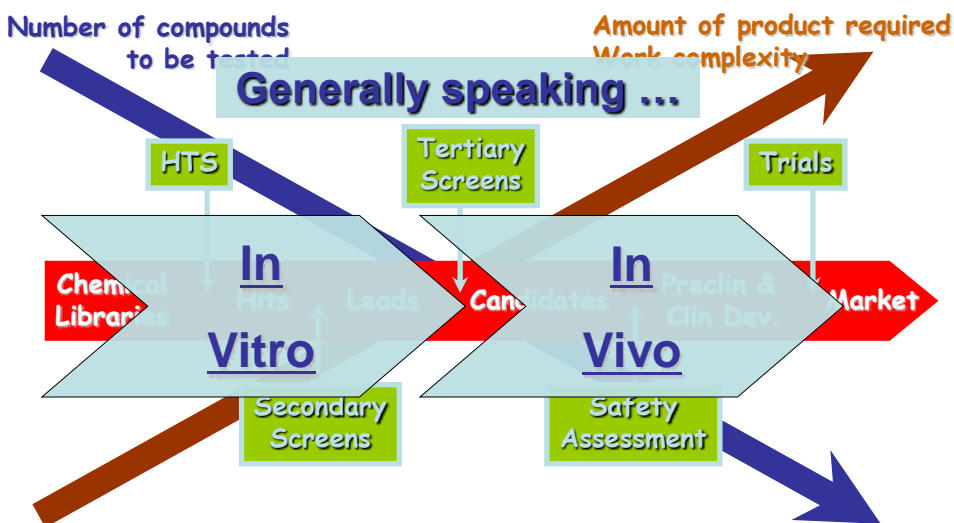 Number of compounds
to be tested
Amount of product required
Work complexity
Generally speaking ...
HTS
Tertiary
Screens
Trials
In
Vitro
In
Vivo
Chemical
Libraries
Hits
Leads
Candidates
Preclin &
Clin Dev.
Market
Secondary
Screens
Safety
Assessment